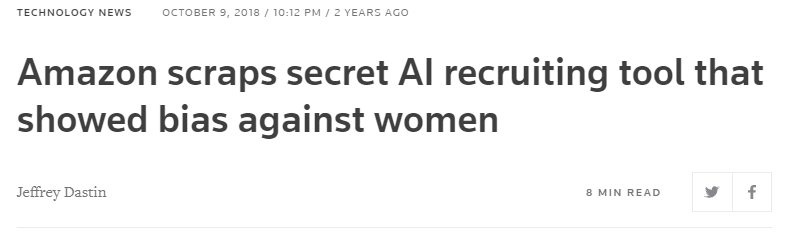 TECHNOLOGY NEWS OCTOBER 9, 2018 / 10:12 PM / 2 YEARS AGO
Amazon scraps secret AI recruiting tool that
showed bias against women
Jeffrey Dastin 8 MIN READ